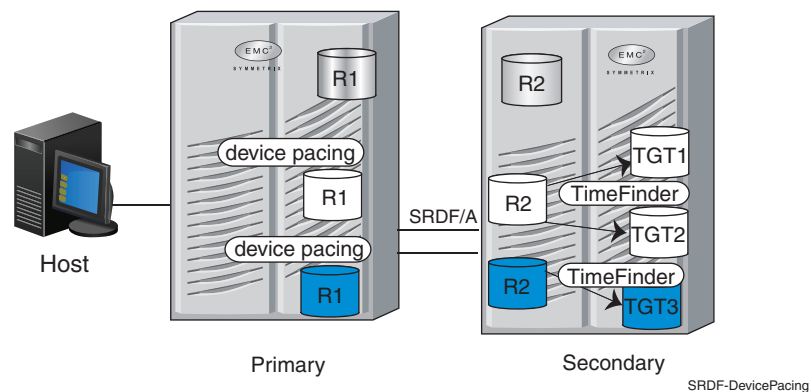 EMC²
SYMMETRIX
R1
device pacing
R1
device pacing
R1
Host
Primary
SRDF/A
EMC²
SYMMETRIX
R2
TGT1
TimeFinder
R2
TGT2
TimeFinder
R2
TGT3
Secondary
SRDF-DevicePacing